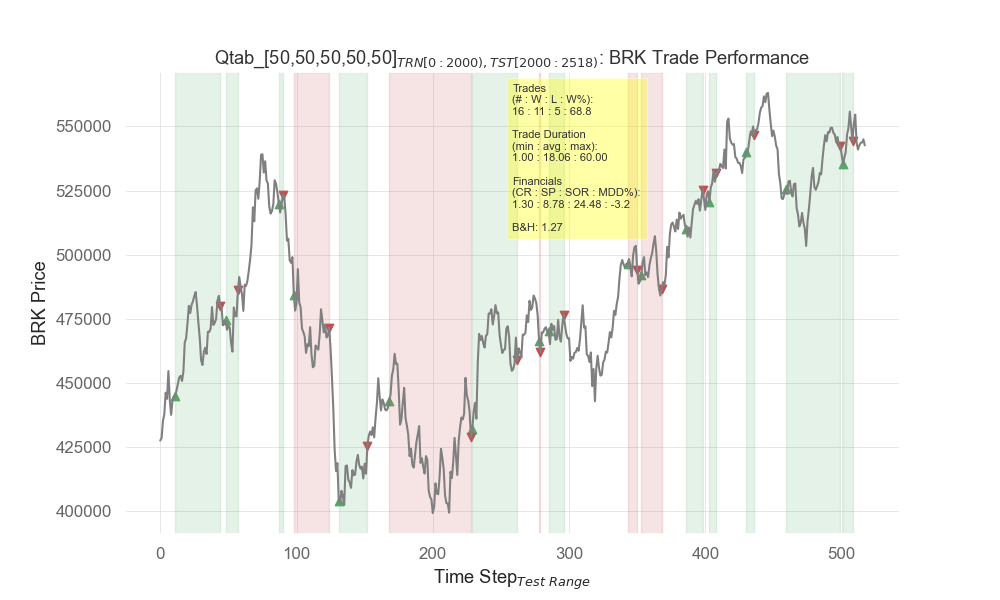 Qtab_[50,50,50,50,50]TRN[0 : 2000), TST[2000 : 2518): BRK Trade Performance
Trades
(# : W : L : W%):
16 : 11 : 5 : 68.8
Trade Duration
(min : avg : max):
1.00 : 18.06 : 60.00
Financials
(CR : SP : SOR : MDD%):
1.30 : 8.78 : 24.48 : -3.2
B&H: 1.27
BRK Price
550000
525000
500000
475000
450000
425000
400000
0 100 200 300 400 500
Time StepTest Range